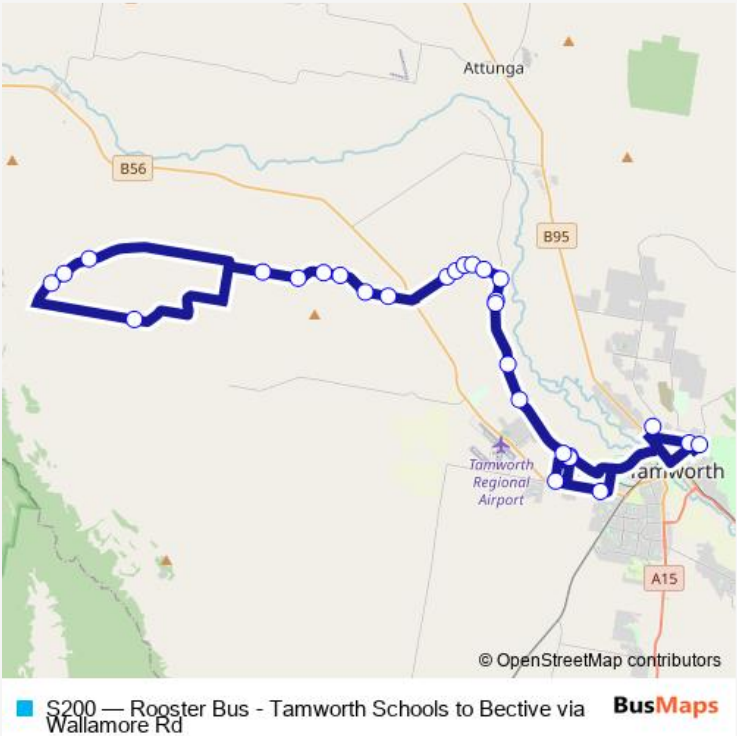 Attunga
B56
B95
Tamworth
Regional
Airport
Tamworth
A15
© OpenStreetMap contributors
S200 — Rooster Bus - Tamworth Schools to Bective via
Wallamore Rd
BusMaps